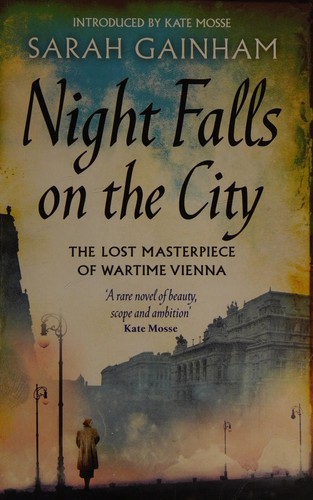 INTRODUCED BY KATE MOSSE
SARAH GAINHAM
Night Falls
on the City
THE LOST MASTERPIECE
OF WARTIME VIENNA
'A rare novel of beauty,
scope and ambition'
Kate Mosse